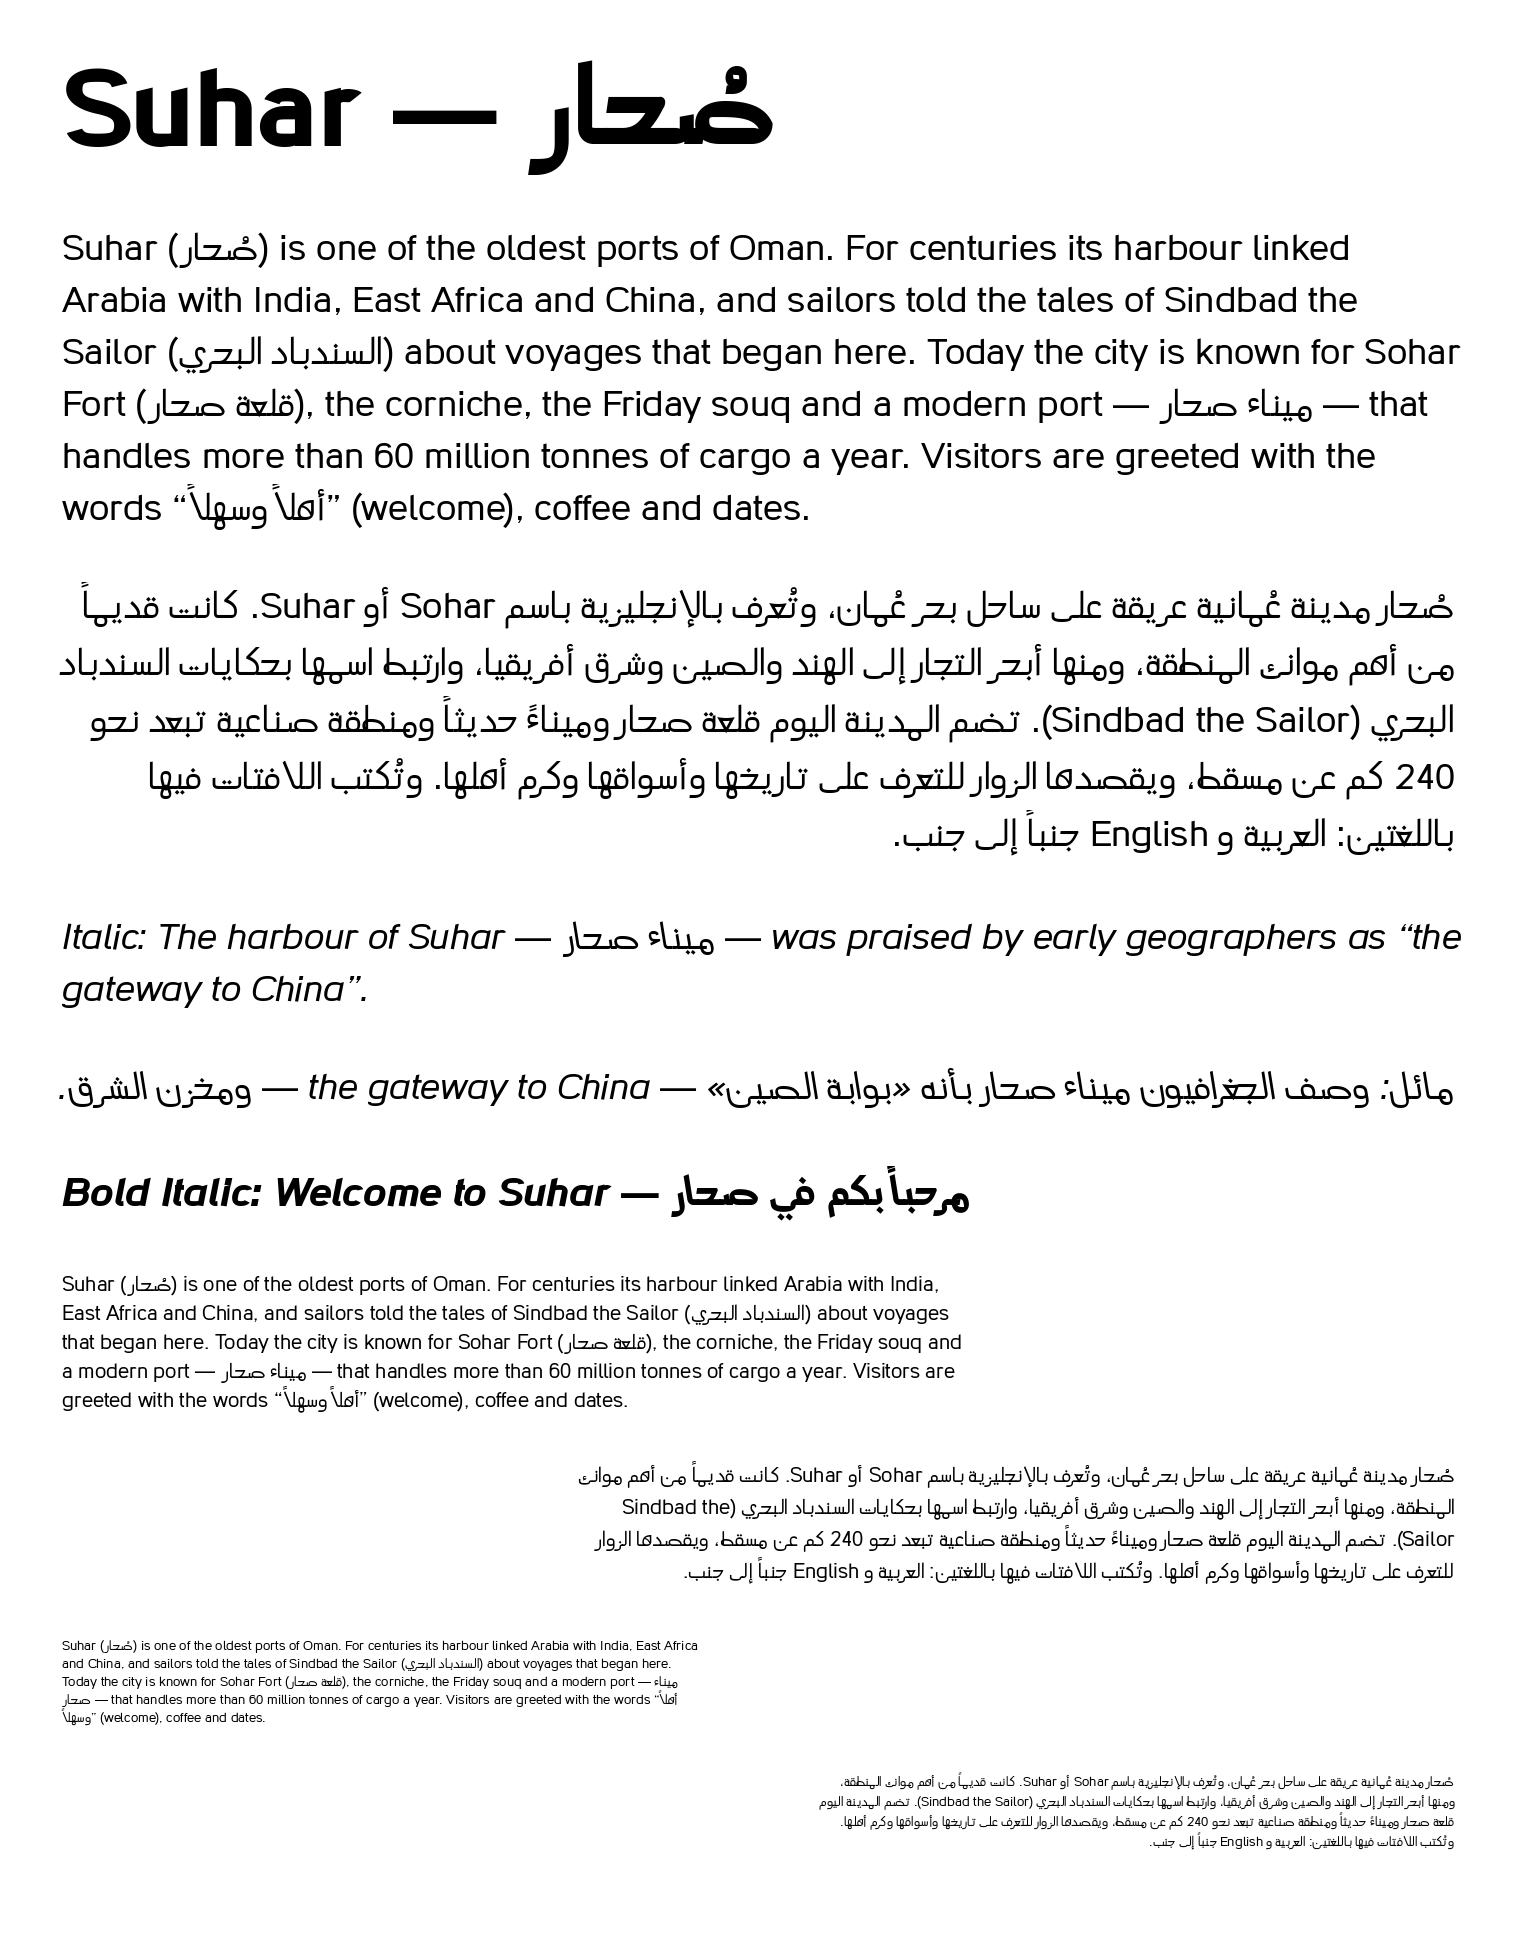 Suhar — صُحار
Suhar (صُحار) is one of the oldest ports of Oman. For centuries its harbour linked
Arabia with India, East Africa and China, and sailors told the tales of Sindbad the
Sailor (السندباد البحري) about voyages that began here. Today the city is known for Sohar
Fort (قلعة صحار), the corniche, the Friday souq and a modern port — ميناء صحار — that
handles more than 60 million tonnes of cargo a year. Visitors are greeted with the
words “أهلاً وسهلاً” (welcome), coffee and dates.
صُحار مدينة عُمانية عريقة على ساحل بحر عُمان، وتُعرف بالإنجليزية باسم Sohar أو Suhar. كانت قديماً
من أهم موانئ المنطقة، ومنها أبحر التجار إلى الهند والصين وشرق أفريقيا، وارتبط اسمها بحكايات السندباد
البحري (Sindbad the Sailor). تضم المدينة اليوم قلعة صحار وميناءً حديثاً ومنطقة صناعية تبعد نحو
240 كم عن مسقط، ويقصدها الزوار للتعرف على تاريخها وأسواقها وكرم أهلها. وتُكتب اللافتات فيها
باللغتين: العربية و English جنباً إلى جنب.
Italic: The harbour of Suhar — ميناء صحار — was praised by early geographers as “the
gateway to China”.
مائل: وصف الجغرافيون ميناء صحار بأنه «بوابة الصين» — the gateway to China — ومخزن الشرق.
Bold Italic: Welcome to Suhar — مرحباً بكم في صحار
Suhar (صُحار) is one of the oldest ports of Oman. For centuries its harbour linked Arabia with India,
East Africa and China, and sailors told the tales of Sindbad the Sailor (السندباد البحري) about voyages
that began here. Today the city is known for Sohar Fort (قلعة صحار), the corniche, the Friday souq and
a modern port — ميناء صحار — that handles more than 60 million tonnes of cargo a year. Visitors are
greeted with the words “أهلاً وسهلاً” (welcome), coffee and dates.
صُحار مدينة عُمانية عريقة على ساحل بحر عُمان، وتُعرف بالإنجليزية باسم Sohar أو Suhar. كانت قديماً من أهم موانئ
المنطقة، ومنها أبحر التجار إلى الهند والصين وشرق أفريقيا، وارتبط اسمها بحكايات السندباد البحري (Sindbad the
Sailor). تضم المدينة اليوم قلعة صحار وميناءً حديثاً ومنطقة صناعية تبعد نحو 240 كم عن مسقط، ويقصدها الزوار
للتعرف على تاريخها وأسواقها وكرم أهلها. وتُكتب اللافتات فيها باللغتين: العربية و English جنباً إلى جنب.
Suhar (صُحار) is one of the oldest ports of Oman. For centuries its harbour linked Arabia with India, East Africa
and China, and sailors told the tales of Sindbad the Sailor (السندباد البحري) about voyages that began here.
Today the city is known for Sohar Fort (قلعة صحار), the corniche, the Friday souq and a modern port — ميناء
صحار — that handles more than 60 million tonnes of cargo a year. Visitors are greeted with the words “أهلاً
وسهلاً” (welcome), coffee and dates.
صُحار مدينة عُمانية عريقة على ساحل بحر عُمان، وتُعرف بالإنجليزية باسم Sohar أو Suhar. كانت قديماً من أهم موانئ المنطقة،
ومنها أبحر التجار إلى الهند والصين وشرق أفريقيا، وارتبط اسمها بحكايات السندباد البحري (Sindbad the Sailor). تضم المدينة اليوم
قلعة صحار وميناءً حديثاً ومنطقة صناعية تبعد نحو 240 كم عن مسقط، ويقصدها الزوار للتعرف على تاريخها وأسواقها وكرم أهلها.
وتُكتب اللافتات فيها باللغتين: العربية و English جنباً إلى جنب.